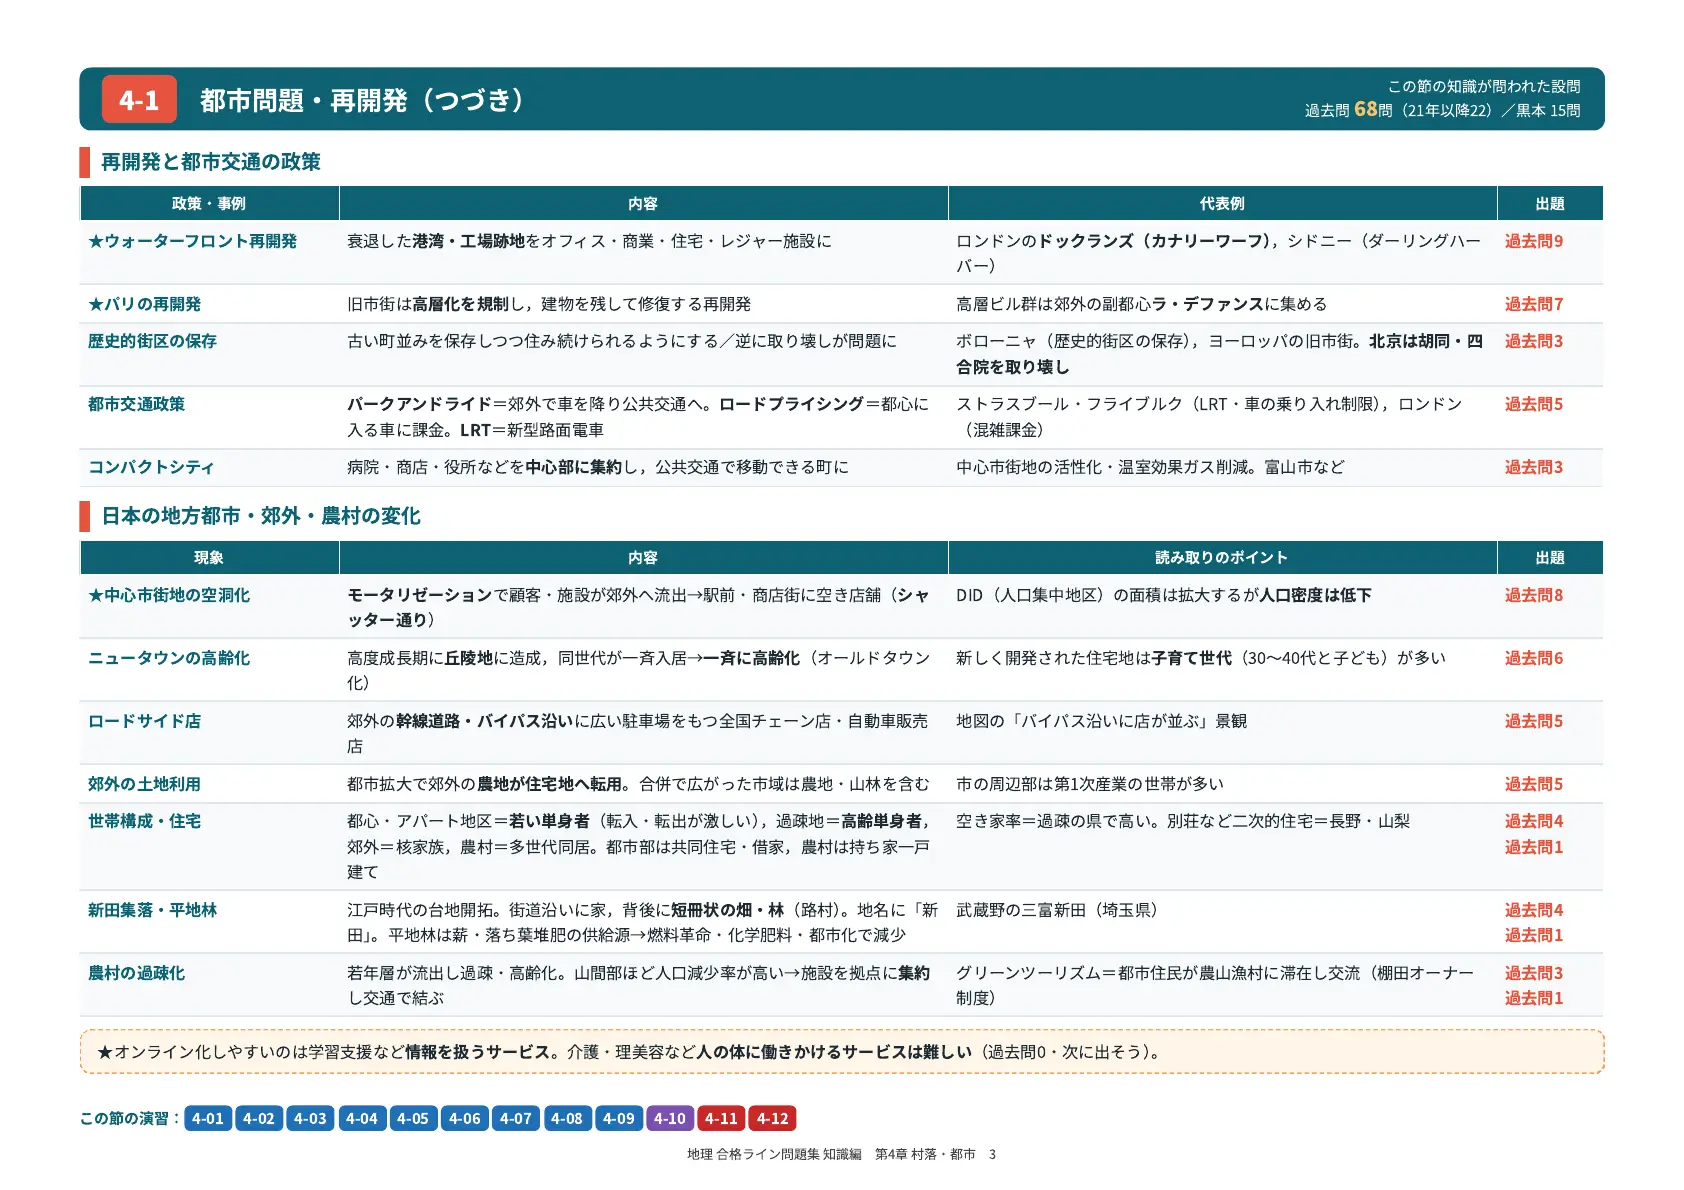 4-1 都市問題・再開発（つづき）
この節の知識が問われた設問
過去問 68問（21年以降22）／黒本 15問
再開発と都市交通の政策
政策・事例 内容 代表例 出題
★ウォーターフロント再開発 衰退した港湾・工場跡地をオフィス・商業・住宅・レジャー施設に ロンドンのドックランズ（カナリーワーフ），シドニー（ダーリングハー 過去問9
バー）
★パリの再開発 旧市街は高層化を規制し，建物を残して修復する再開発 高層ビル群は郊外の副都心ラ・デファンスに集める 過去問7
歴史的街区の保存 古い町並みを保存しつつ住み続けられるようにする／逆に取り壊しが問題に ボローニャ（歴史的街区の保存），ヨーロッパの旧市街。北京は胡同・四 過去問3
合院を取り壊し
都市交通政策 パークアンドライド＝郊外で車を降り公共交通へ。ロードプライシング＝都心に ストラスブール・フライブルク（LRT・車の乗り入れ制限），ロンドン 過去問5
入る車に課金。LRT＝新型路面電車 （混雑課金）
コンパクトシティ 病院・商店・役所などを中心部に集約し，公共交通で移動できる町に 中心市街地の活性化・温室効果ガス削減。富山市など 過去問3
日本の地方都市・郊外・農村の変化
現象 内容 読み取りのポイント 出題
★中心市街地の空洞化 モータリゼーションで顧客・施設が郊外へ流出→駅前・商店街に空き店舗（シャ DID（人口集中地区）の面積は拡大するが人口密度は低下 過去問8
ッター通り）
ニュータウンの高齢化 高度成長期に丘陵地に造成，同世代が一斉入居→一斉に高齢化（オールドタウン 新しく開発された住宅地は子育て世代（30〜40代と子ども）が多い 過去問6
化）
ロードサイド店 郊外の幹線道路・バイパス沿いに広い駐車場をもつ全国チェーン店・自動車販売 地図の「バイパス沿いに店が並ぶ」景観 過去問5
店
郊外の土地利用 都市拡大で郊外の農地が住宅地へ転用。合併で広がった市域は農地・山林を含む 市の周辺部は第1次産業の世帯が多い 過去問5
世帯構成・住宅 都心・アパート地区＝若い単身者（転入・転出が激しい），過疎地＝高齢単身者， 空き家率＝過疎の県で高い。別荘など二次的住宅＝長野・山梨 過去問4
郊外＝核家族，農村＝多世代同居。都市部は共同住宅・借家，農村は持ち家一戸 過去問1
建て
新田集落・平地林 江戸時代の台地開拓。街道沿いに家，背後に短冊状の畑・林（路村）。地名に「新 武蔵野の三富新田（埼玉県） 過去問4
田」。平地林は薪・落ち葉堆肥の供給源→燃料革命・化学肥料・都市化で減少 過去問1
農村の過疎化 若年層が流出し過疎・高齢化。山間部ほど人口減少率が高い→施設を拠点に集約 グリーンツーリズム＝都市住民が農山漁村に滞在し交流（棚田オーナー 過去問3
し交通で結ぶ 制度） 過去問1
★オンライン化しやすいのは学習支援など情報を扱うサービス。介護・理美容など人の体に働きかけるサービスは難しい（過去問0・次に出そう）。
この節の演習： 4-01 4-02 4-03 4-04 4-05 4-06 4-07 4-08 4-09 4-10 4-11 4-12
地理 合格ライン問題集 知識編 第4章 村落・都市 3